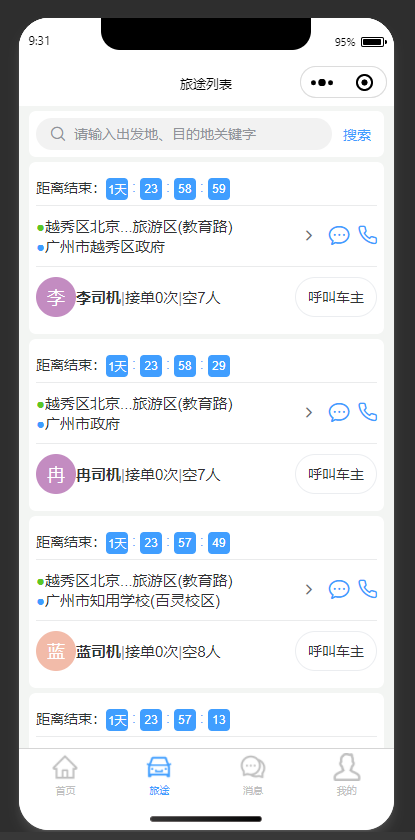 9:31
95%
旅途列表
请输入出发地、目的地关键字
搜索
距离结束: 1天 : 23 : 58 : 59
越秀区北京...旅游区(教育路)
广州市越秀区政府
李 李司机|接单0次|空7人 呼叫车主
距离结束: 1天 : 23 : 58 : 29
越秀区北京...旅游区(教育路)
广州市政府
冉 冉司机|接单0次|空7人 呼叫车主
距离结束: 1天 : 23 : 57 : 49
越秀区北京...旅游区(教育路)
广州市知用学校(百灵校区)
蓝 蓝司机|接单0次|空8人 呼叫车主
距离结束: 1天 : 23 : 57 : 13
首页 旅途 消息 我的